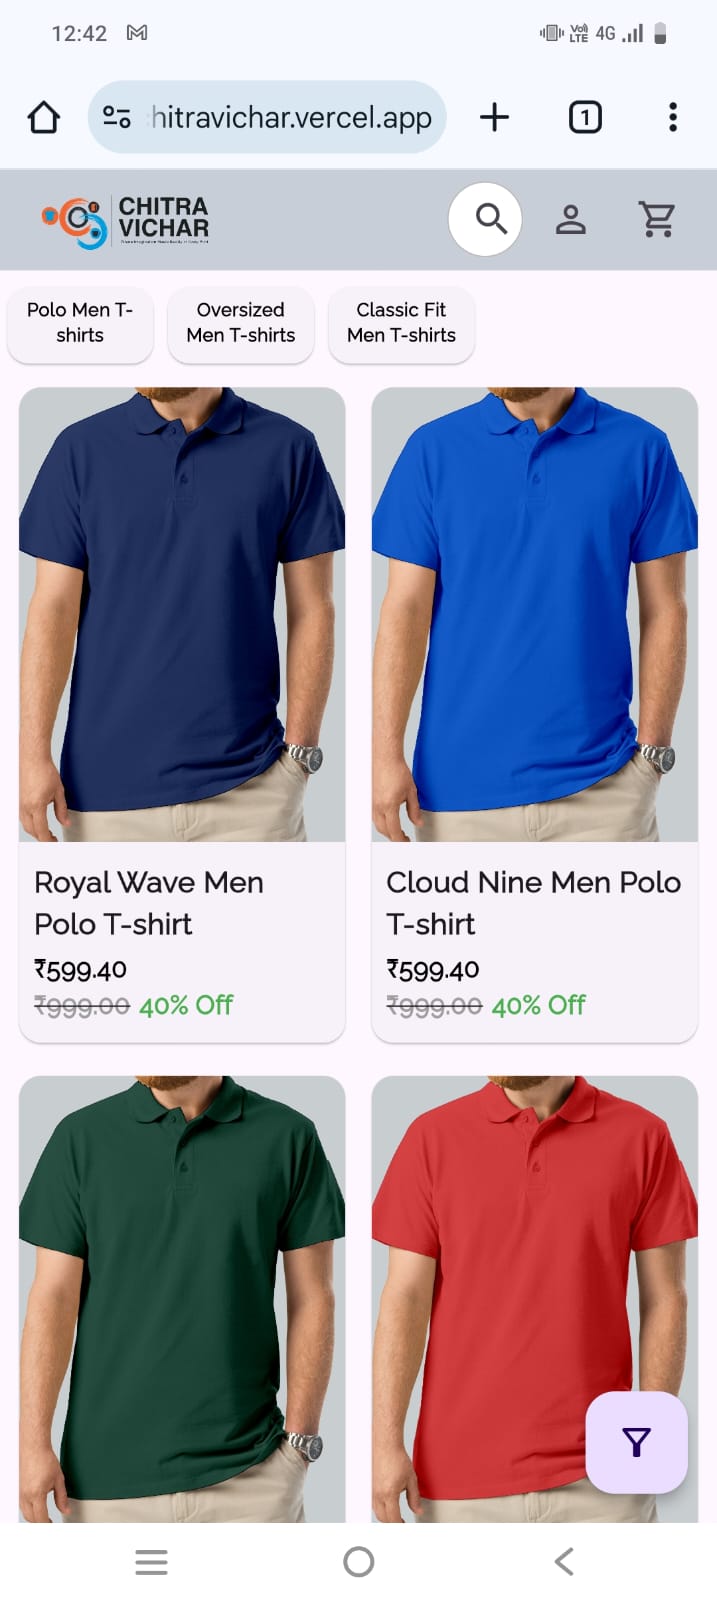 12:42
Vo)) LTE 4G
hitravichar.vercel.app
1
CHITRA
VICHAR
Polo Men T-
shirts
Oversized
Men T-shirts
Classic Fit
Men T-shirts
Royal Wave Men
Polo T-shirt
₹599.40
₹999.00 40% Off
Cloud Nine Men Polo
T-shirt
₹599.40
₹999.00 40% Off